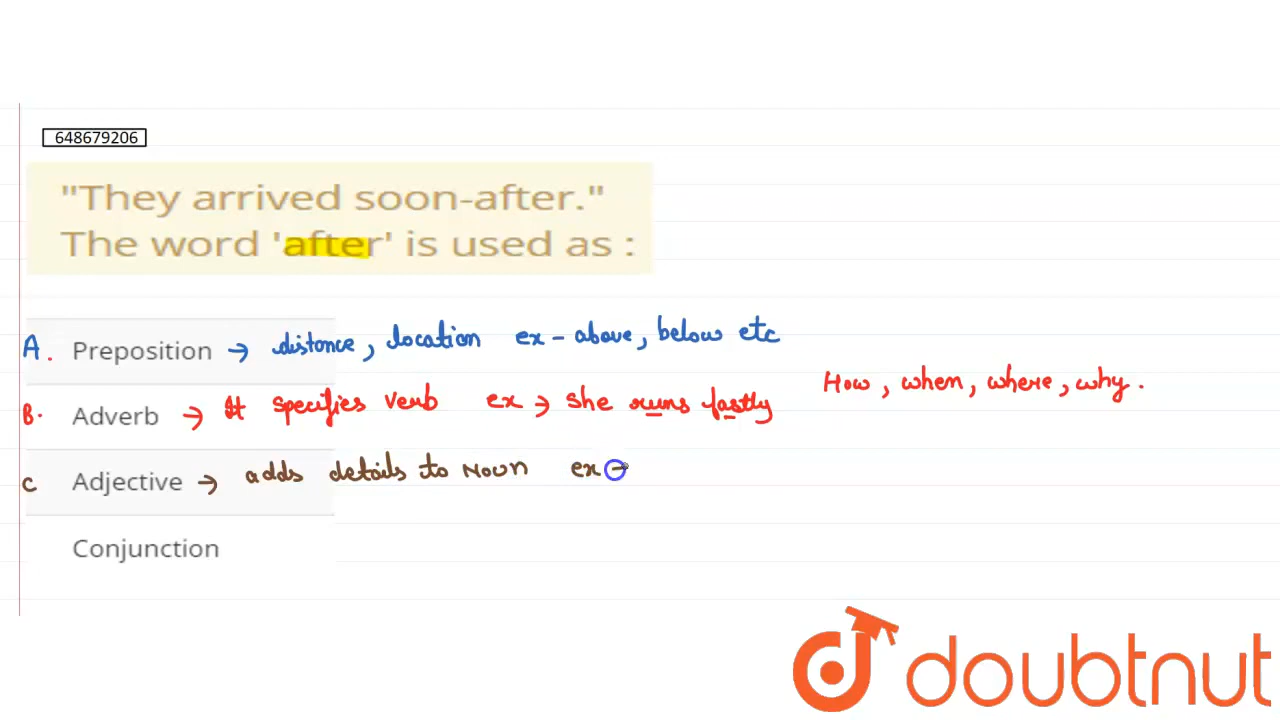 648679206
"They arrived soon-after."
The word 'after' is used as :
A. Preposition → distance, location ex - above, below etc
B. Adverb → It specifies verb ex → she runs fastly How, when, where, why.
C Adjective → adds details to Noun ex -
Conjunction
doubtnut